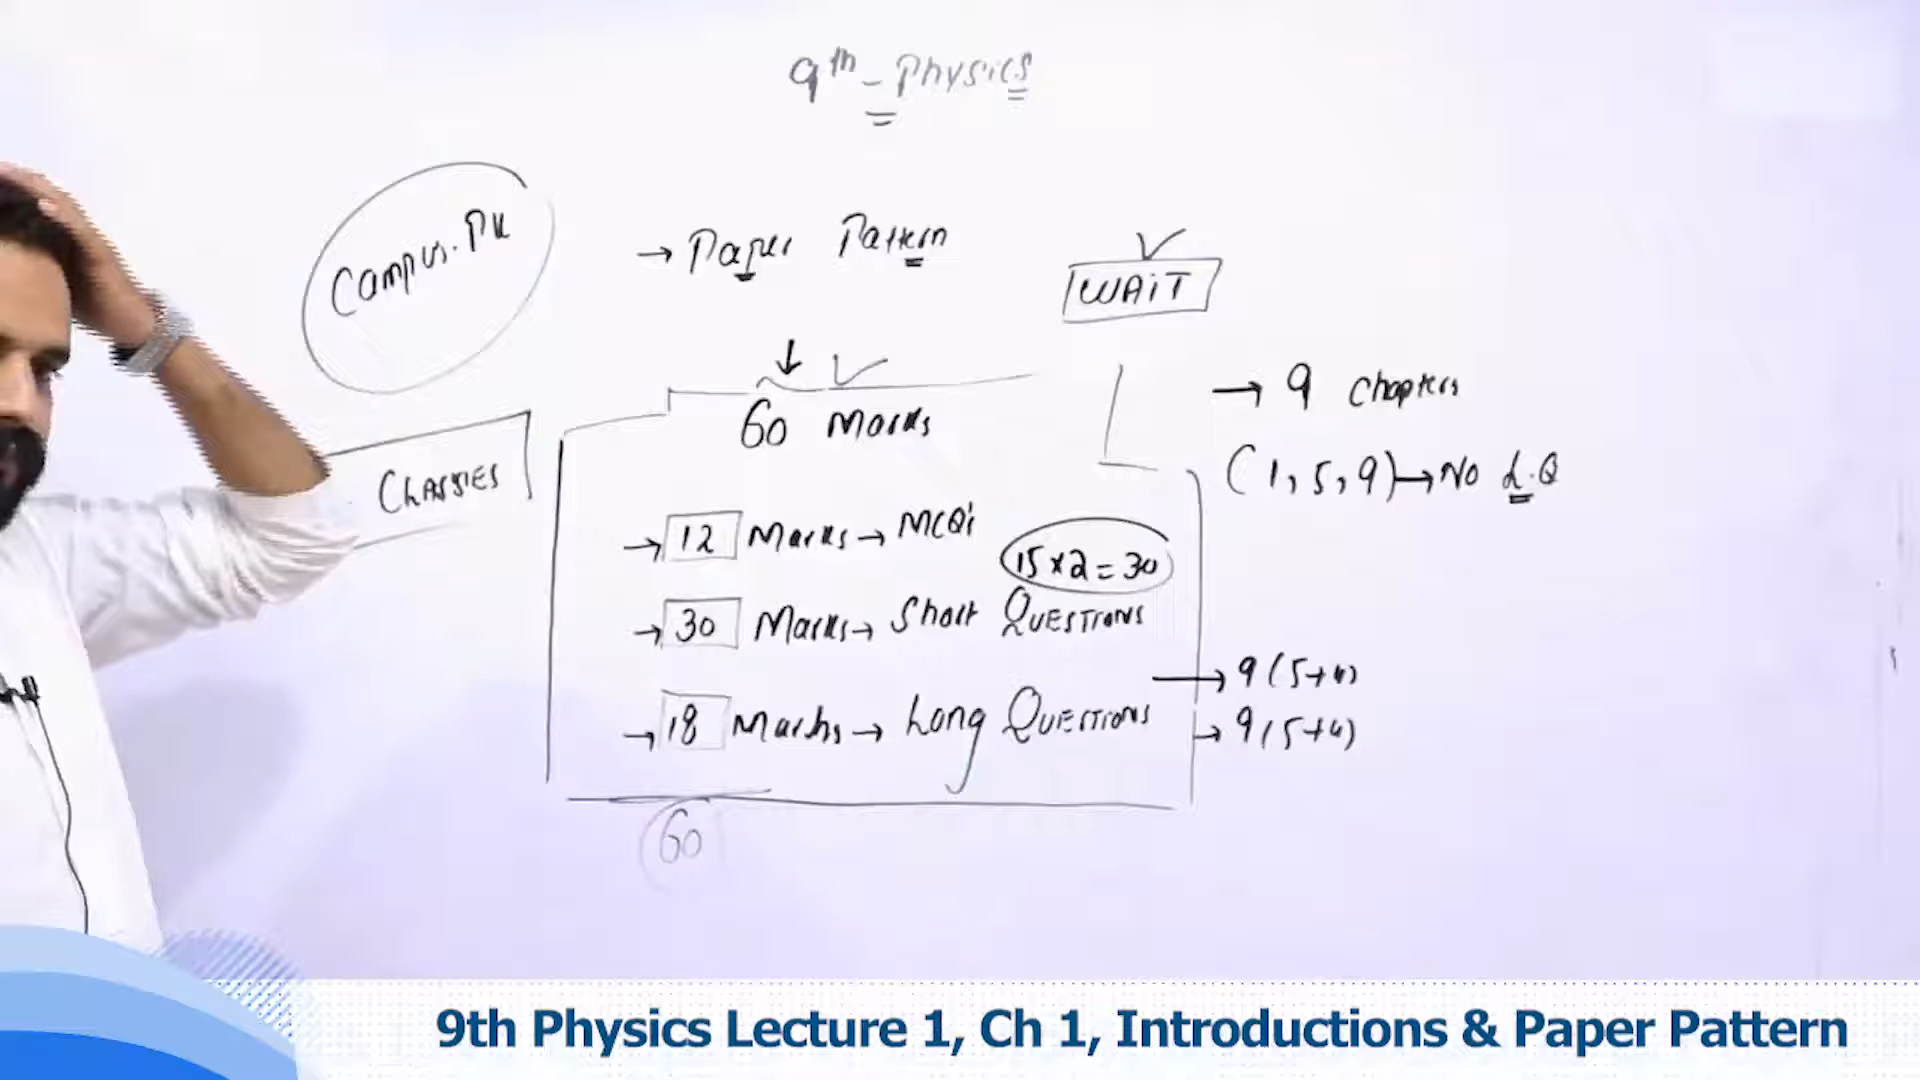 9th - Physics
Campus.PK
→ Paper Pattern
WAiT
60 Marks
→ 9 Chapters
(1, 5, 9) → No L.Q
CLASSES
→ 12 Marks → MCQ's
15 × 2 = 30
→ 30 Marks → Short QUESTIONS
→ 18 Marks → Long QUESTIONS
→ 9 (5+4)
→ 9 (5+4)
60
9th Physics Lecture 1, Ch 1, Introductions & Paper Pattern